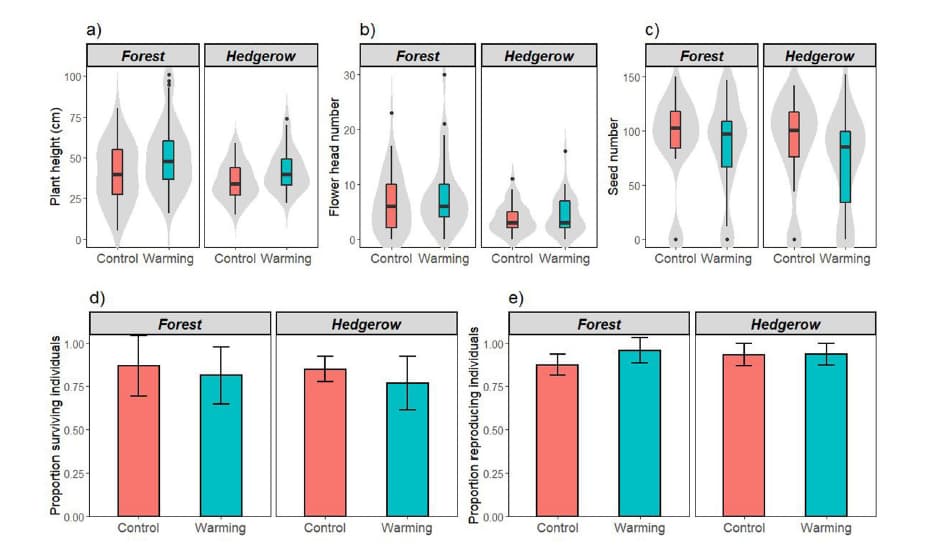 a)
Forest Hedgerow
Plant height (cm)
100
75
50
25
0
Control Warming Control Warming
b)
Forest Hedgerow
Flower head number
30
20
10
0
Control Warming Control Warming
c)
Forest Hedgerow
Seed number
150
100
50
0
Control Warming Control Warming
d)
Forest Hedgerow
Proportion surviving individuals
1.00
0.75
0.50
0.25
0.00
Control Warming Control Warming
e)
Forest Hedgerow
Proportion reproducing individuals
1.00
0.75
0.50
0.25
0.00
Control Warming Control Warming